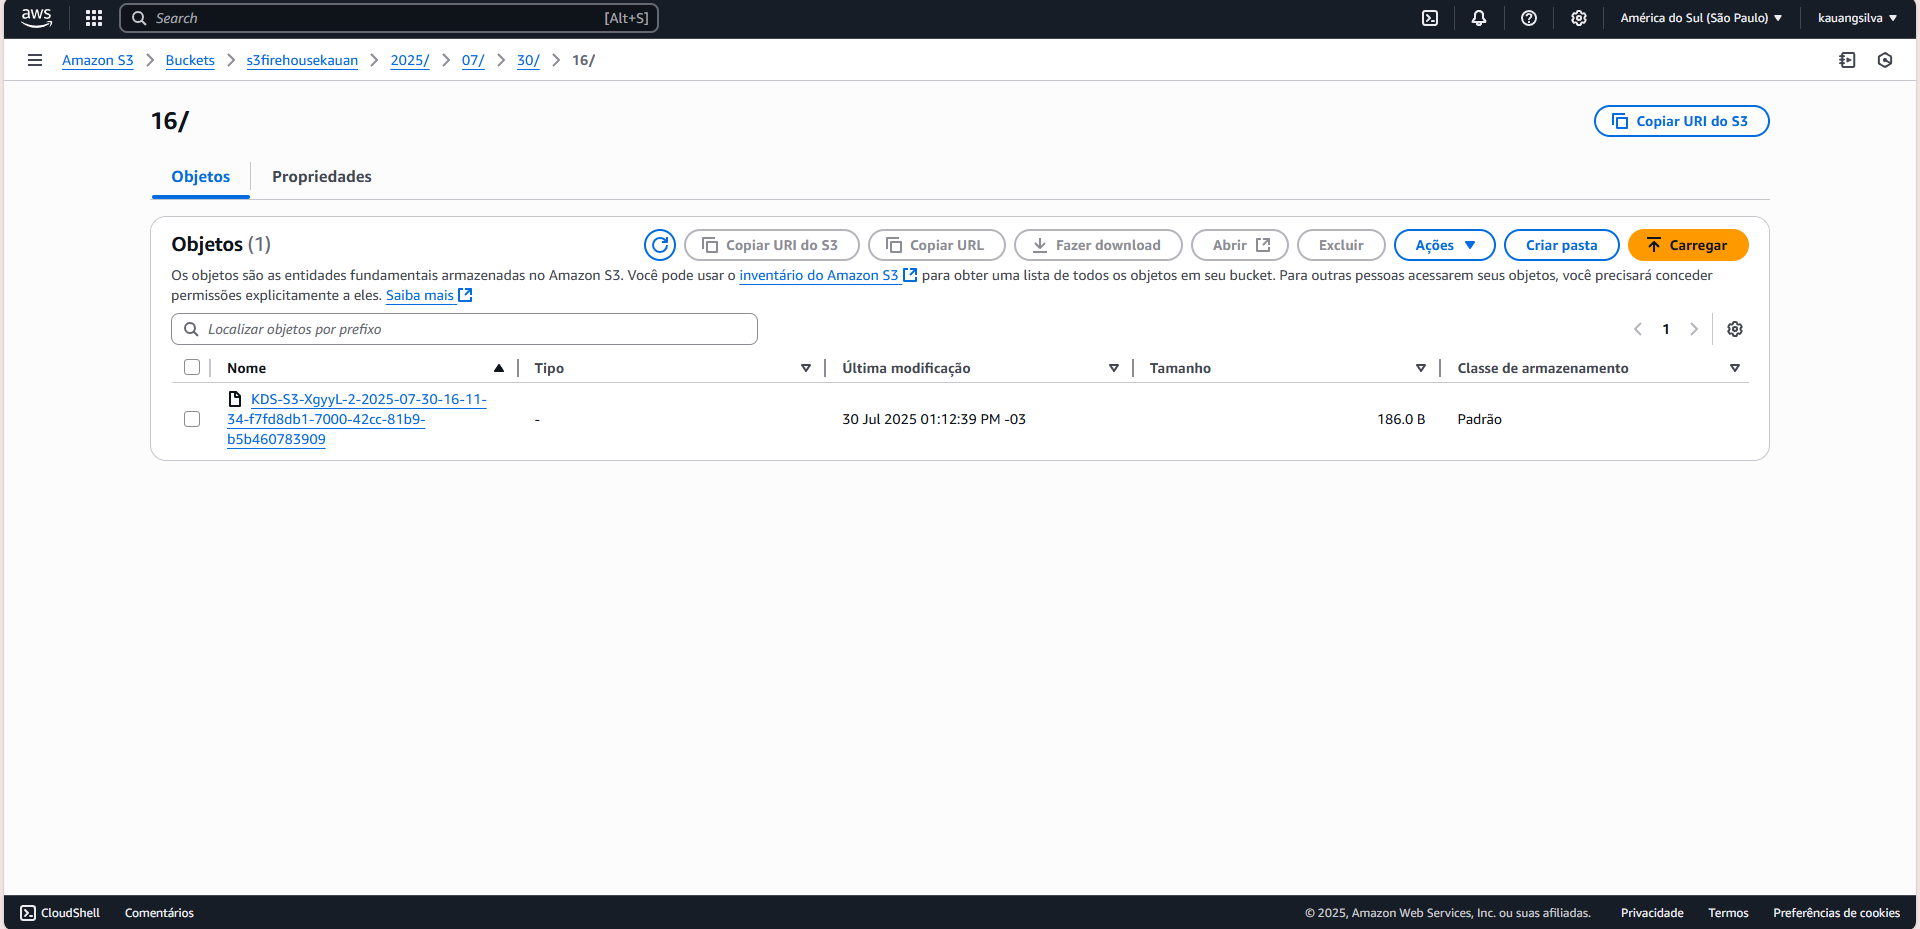 aws
Search [Alt+S] América do Sul (São Paulo) kauangsilva
Amazon S3 Buckets s3firehousekauan 2025/ 07/ 30/ 16/
16/
Copiar URI do S3
Objetos Propriedades
Objetos (1) Copiar URI do S3 Copiar URL Fazer download Abrir Excluir Ações Criar pasta Carregar
Os objetos são as entidades fundamentais armazenadas no Amazon S3. Você pode usar o inventário do Amazon S3 para obter uma lista de todos os objetos em seu bucket. Para outras pessoas acessarem seus objetos, você precisará conceder
permissões explicitamente a eles. Saiba mais
Localizar objetos por prefixo
1
Nome Tipo Última modificação Tamanho Classe de armazenamento
KDS-S3-XgyyL-2-2025-07-30-16-11-
34-f7fd8db1-7000-42cc-81b9-
b5b460783909
- 30 Jul 2025 01:12:39 PM -03 186.0 B Padrão
CloudShell Comentários © 2025, Amazon Web Services, Inc. ou suas afiliadas. Privacidade Termos Preferências de cookies